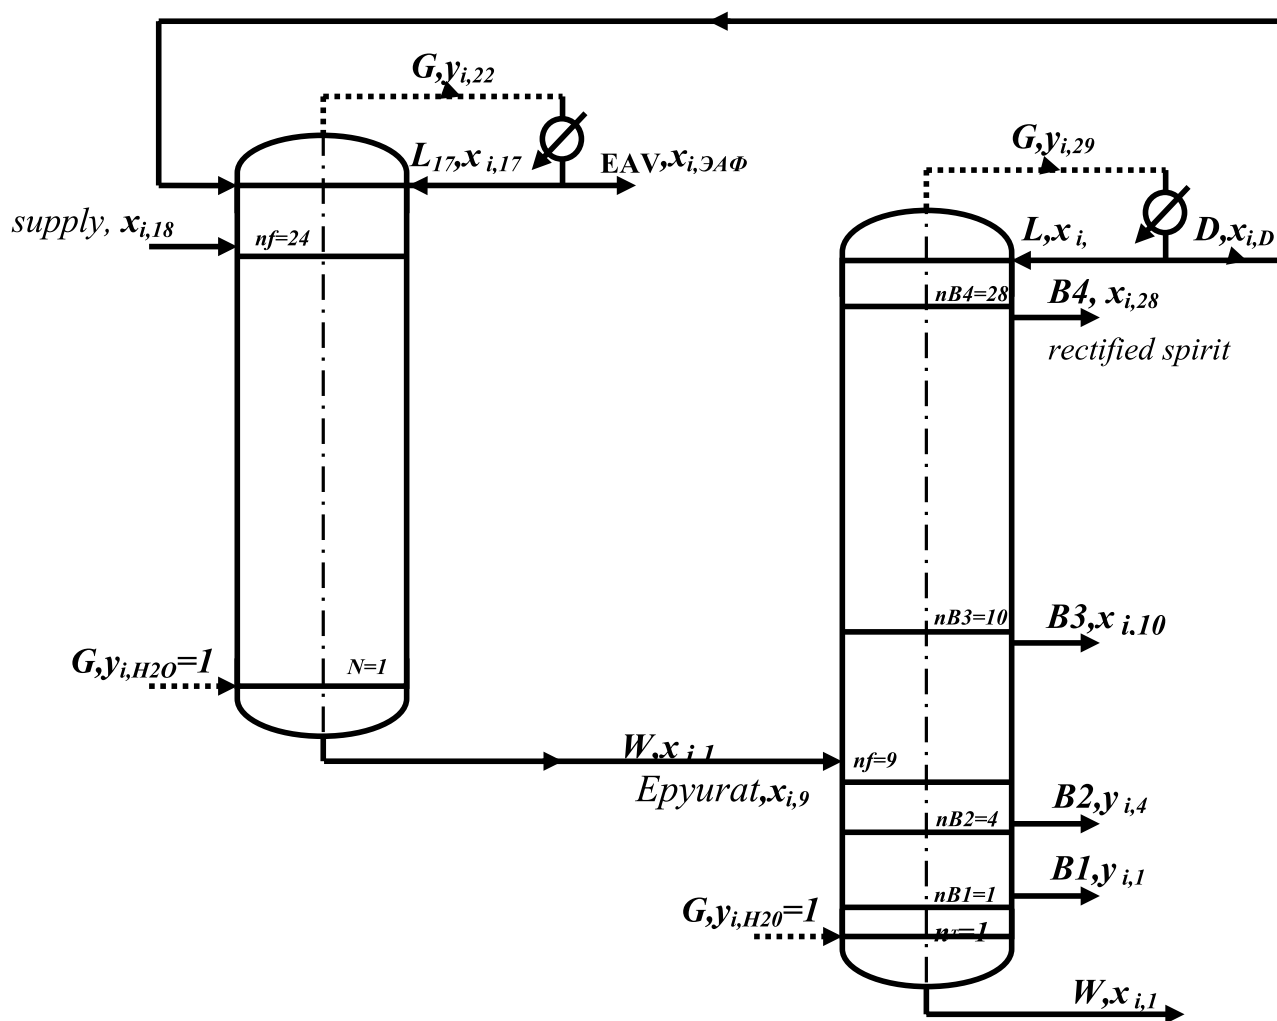 G,yi,22
G,yi,29
L17,x i,17
EAV,xi,ЭАФ
supply, xi,18
nf=24
L,x i,
D,xi,D
nB4=28
B4, xi,28
rectified spirit
nB3=10
B3,x i,10
G,yi,H2O=1
N=1
W,x i,1
nf=9
Epyurat,xi,9
nB2=4
B2,y i,4
nB1=1
B1,y i,1
G,yi,H20=1
nT=1
W,x i,1